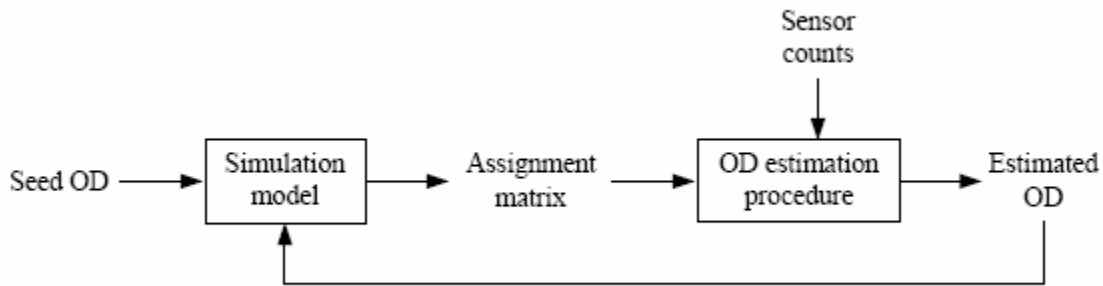 Sensor
counts
Seed OD
Simulation
model
Assignment
matrix
OD estimation
procedure
Estimated
OD